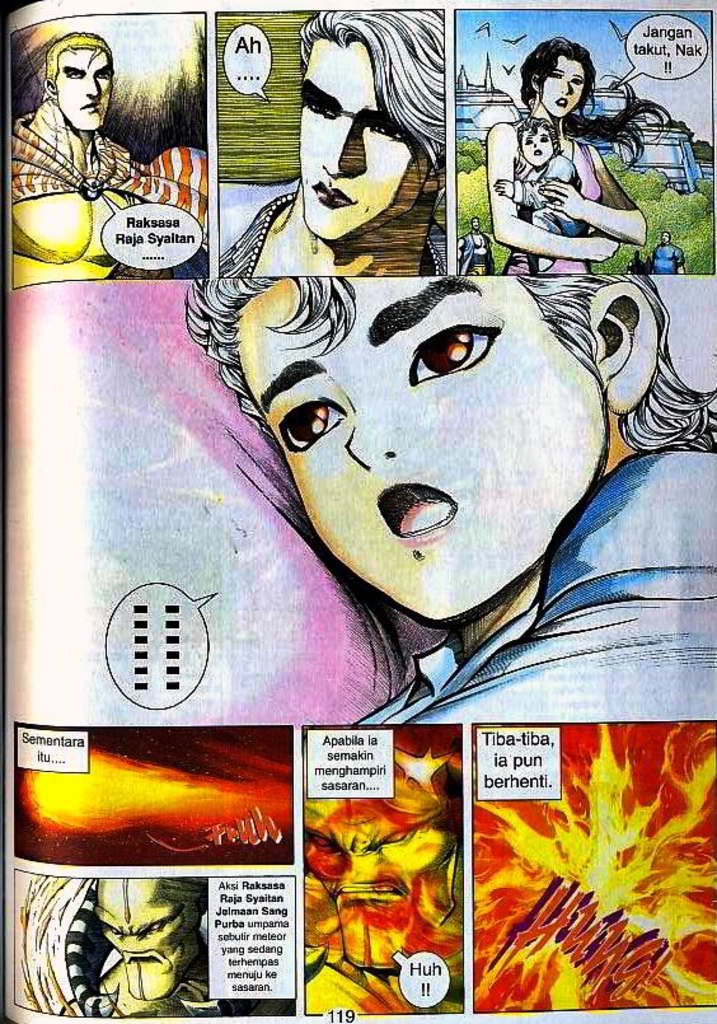 Raksasa
Raja Syaitan
......
Ah
....
Jangan
takut, Nak
!!
Sementara
itu....
Aksi Raksasa
Raja Syaitan
Jelmaan Sang
Purba umpama
sebutir meteor
yang sedang
terhempas
menuju ke
sasaran.
Apabila ia
semakin
menghampiri
sasaran....
Huh
!!
Tiba-tiba,
ia pun
berhenti.
119